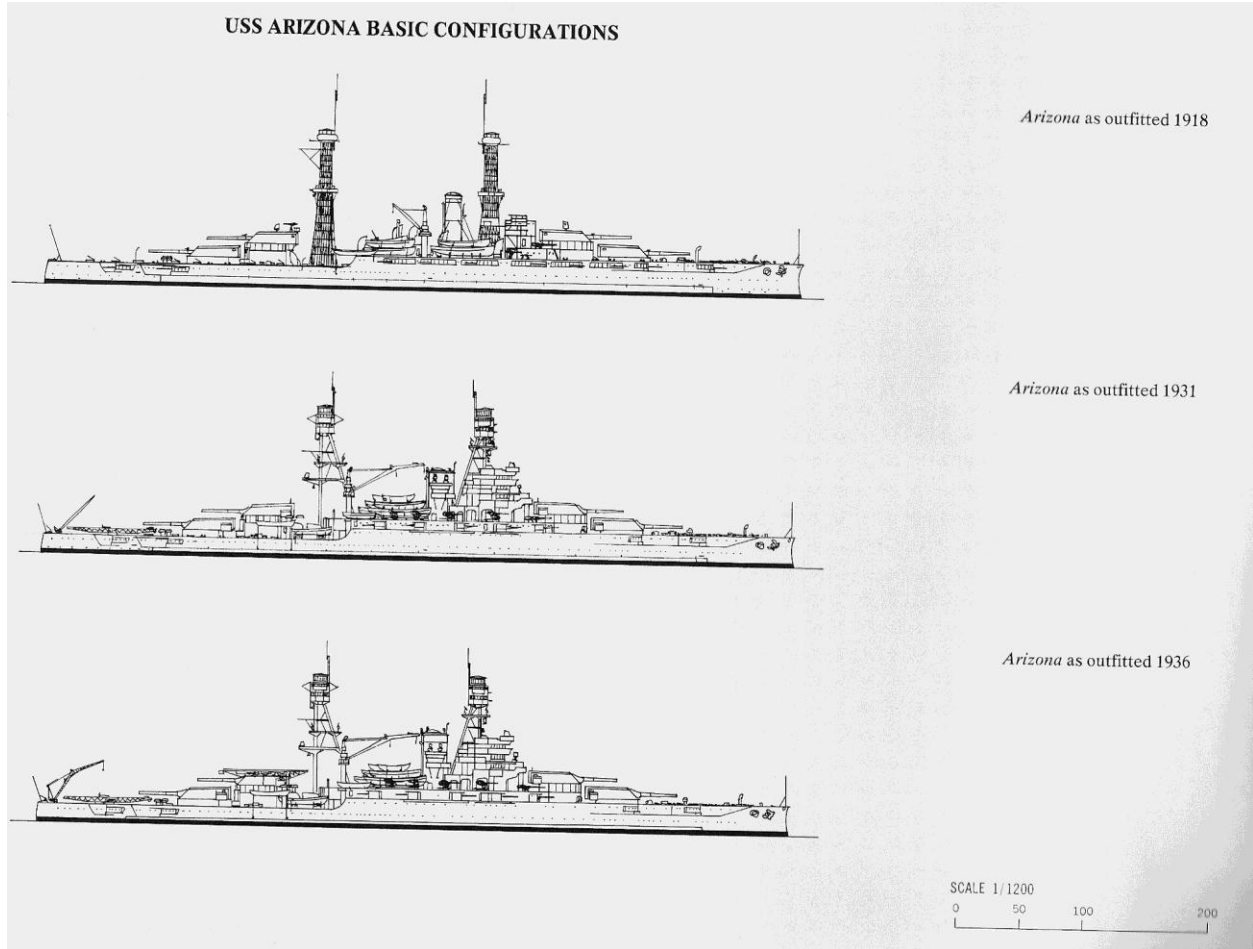 USS ARIZONA BASIC CONFIGURATIONS
Arizona as outfitted 1918
Arizona as outfitted 1931
Arizona as outfitted 1936
SCALE 1/1200
0 50 100 200